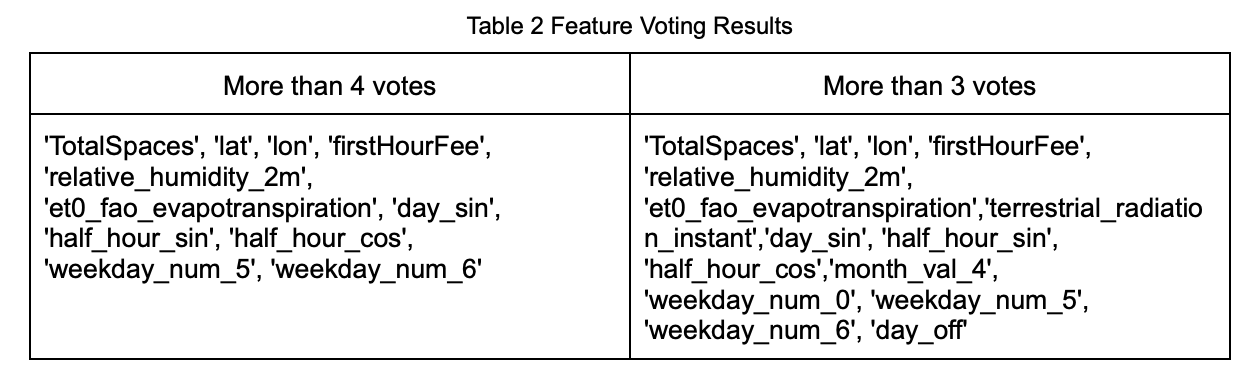 Table 2 Feature Voting Results
More than 4 votes
More than 3 votes
'TotalSpaces', 'lat', 'lon', 'firstHourFee',
'relative_humidity_2m',
'et0_fao_evapotranspiration', 'day_sin',
'half_hour_sin', 'half_hour_cos',
'weekday_num_5', 'weekday_num_6'
'TotalSpaces', 'lat', 'lon', 'firstHourFee',
'relative_humidity_2m',
'et0_fao_evapotranspiration','terrestrial_radiatio
n_instant','day_sin', 'half_hour_sin',
'half_hour_cos','month_val_4',
'weekday_num_0', 'weekday_num_5',
'weekday_num_6', 'day_off'